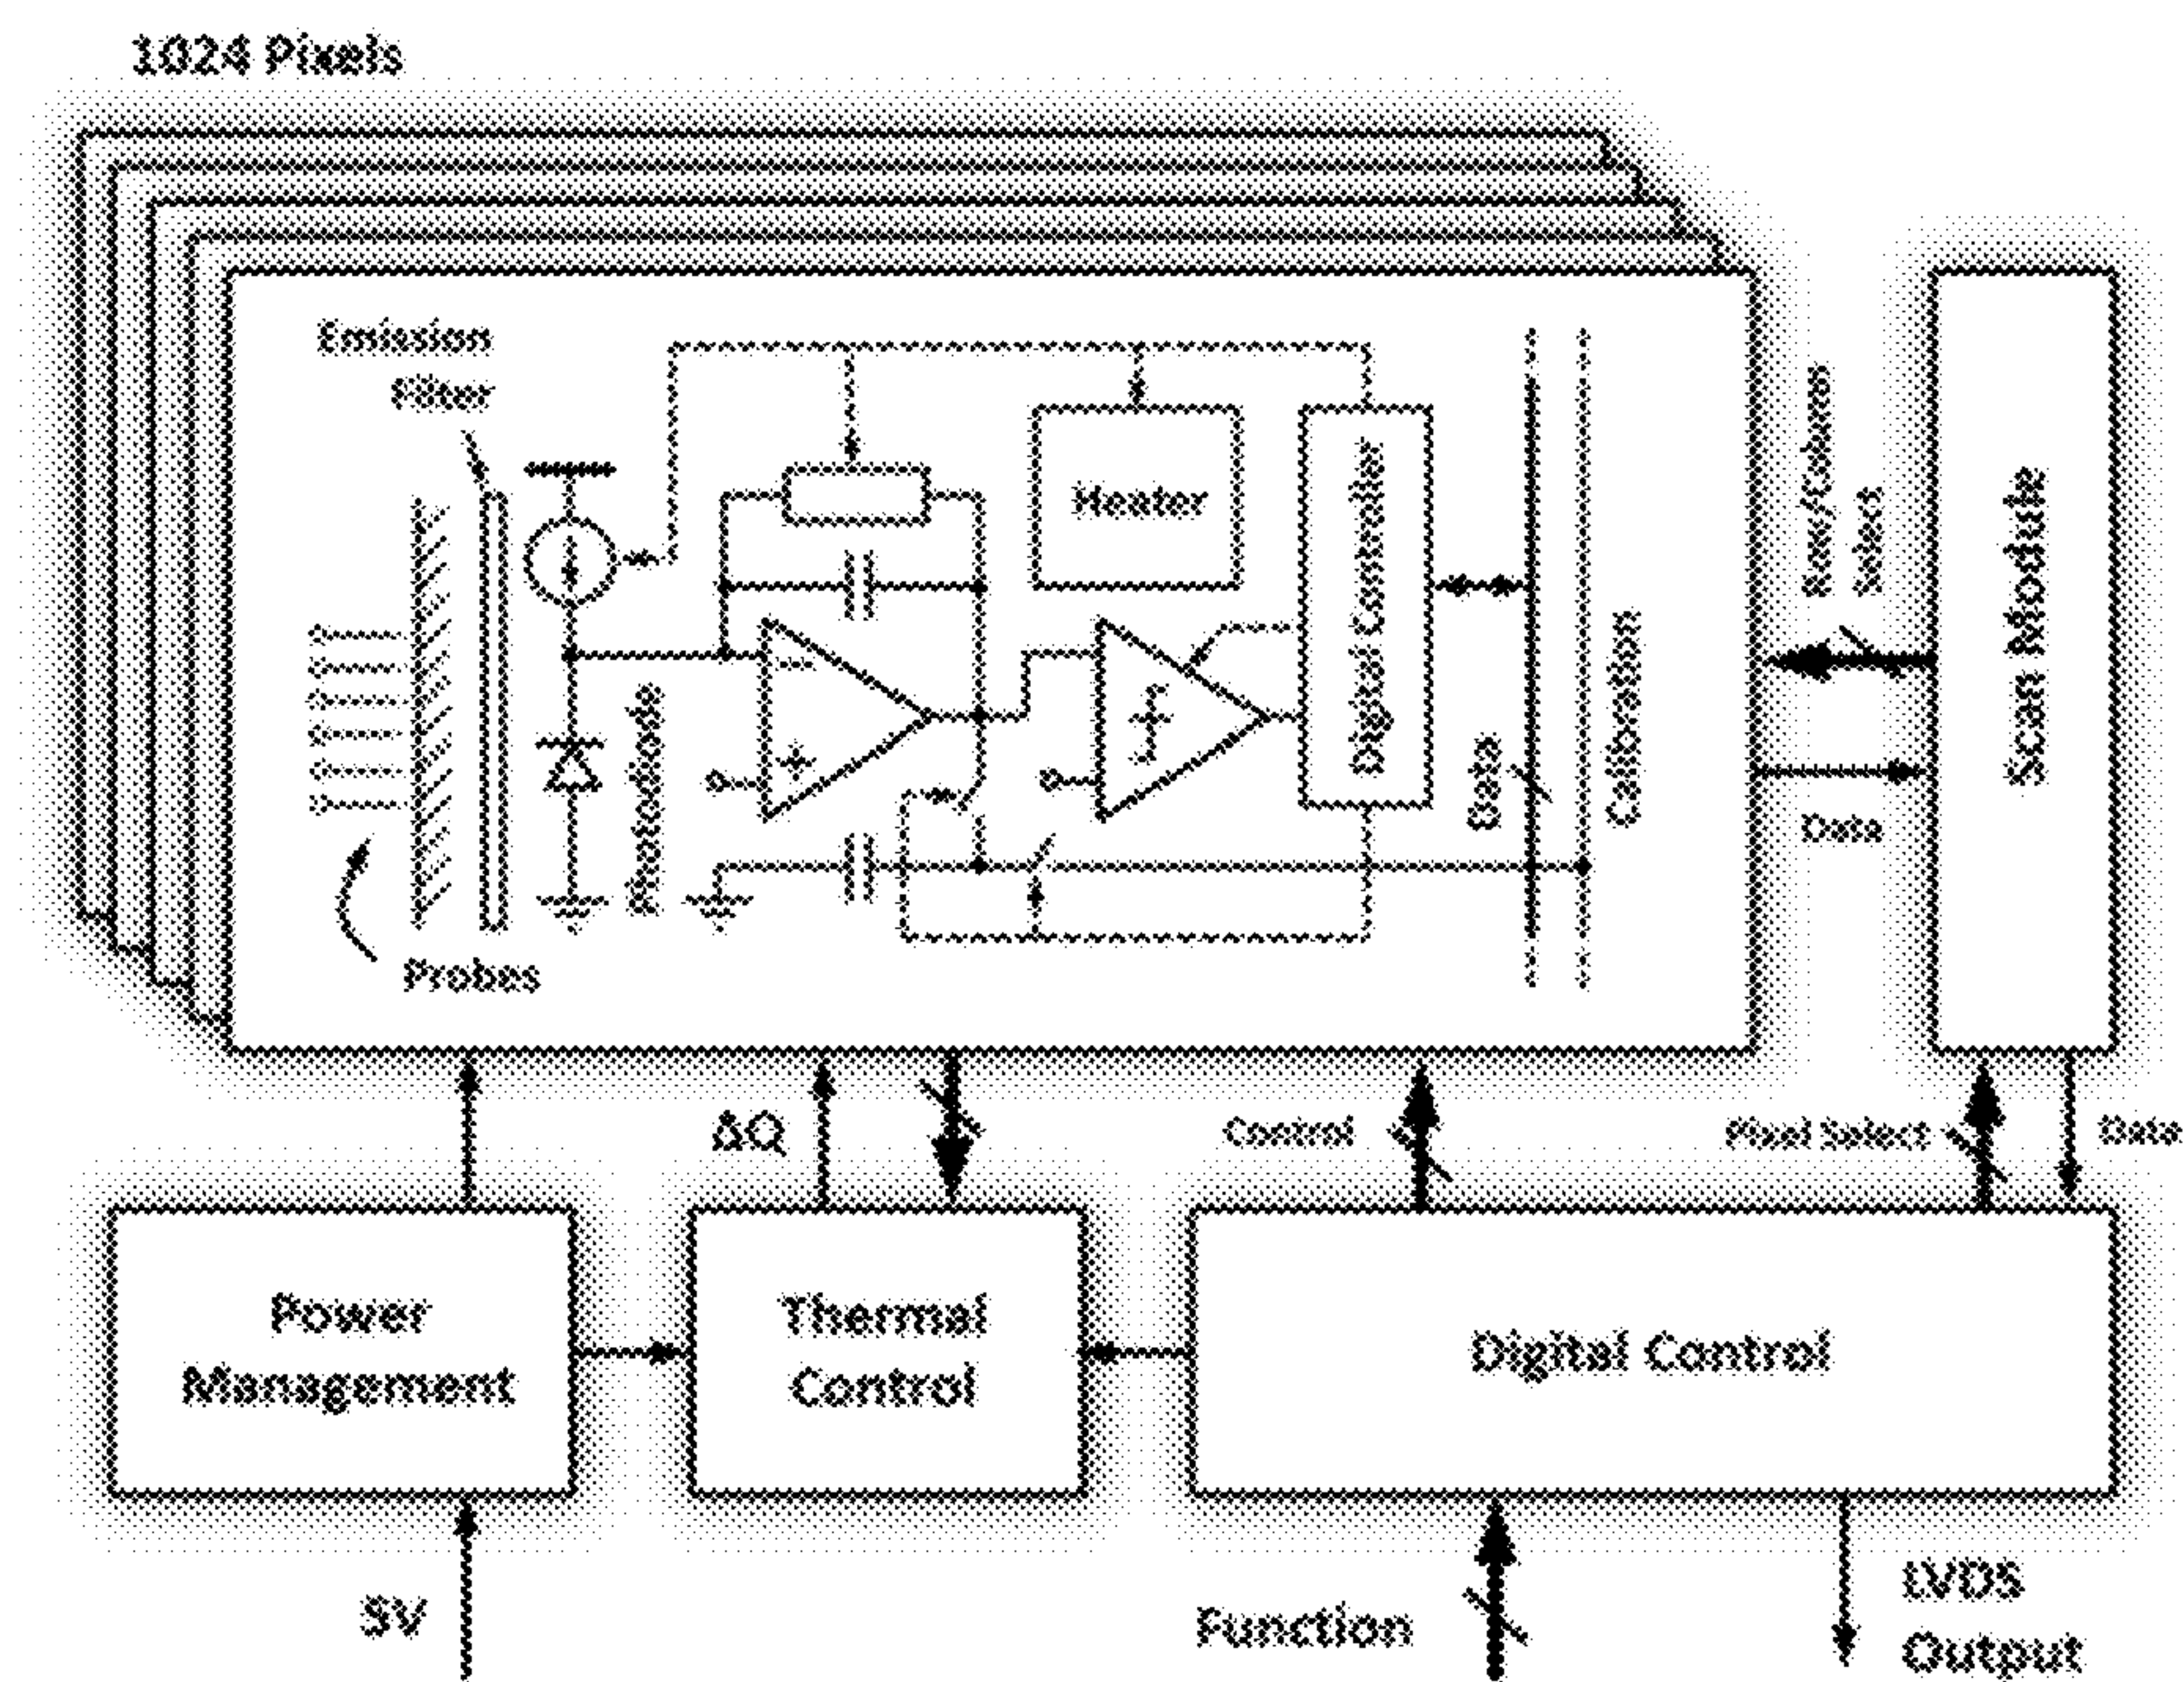 1024 Pixels
Emission
Filter
Heater
Digital Controller
Photodiode
Data
Calibration
Probes
Row/Column
Select
Data
Scan Module
ΔQ
Control
Pixel Select
Data
Power
Management
Thermal
Control
Digital Control
5V
Function
LVDS
Output